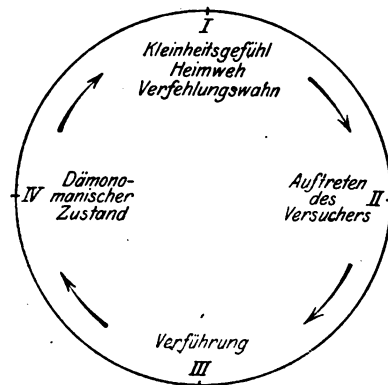 I
Kleinheitsgefühl
Heimweh
Verfehlungswahn
Auftreten
des II
Versuchers
Verführung
III
Dämono-
IV manischer
Zustand